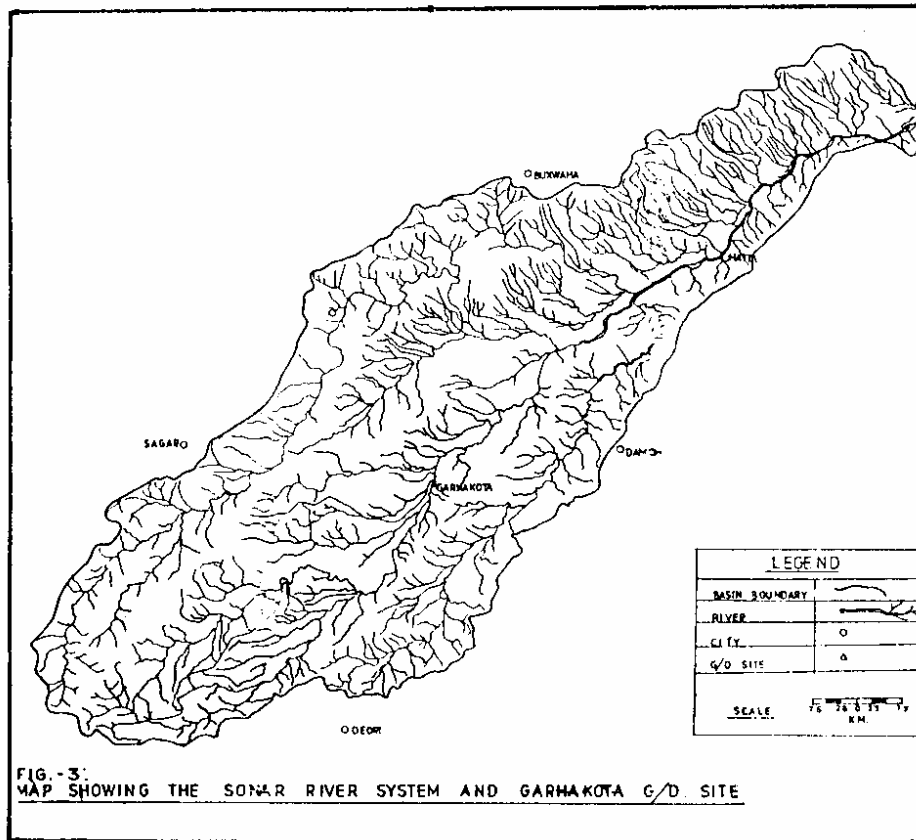 BUXWAHA
HATTA
SAGAR
DAMOH
GARHAKOTA
DEORI
LEGEND
BASIN BOUNDARY
RIVER
CITY
G/D SITE
SCALE
KM.
FIG.-3:
MAP SHOWING THE SONAR RIVER SYSTEM AND GARHAKOTA G/D. SITE